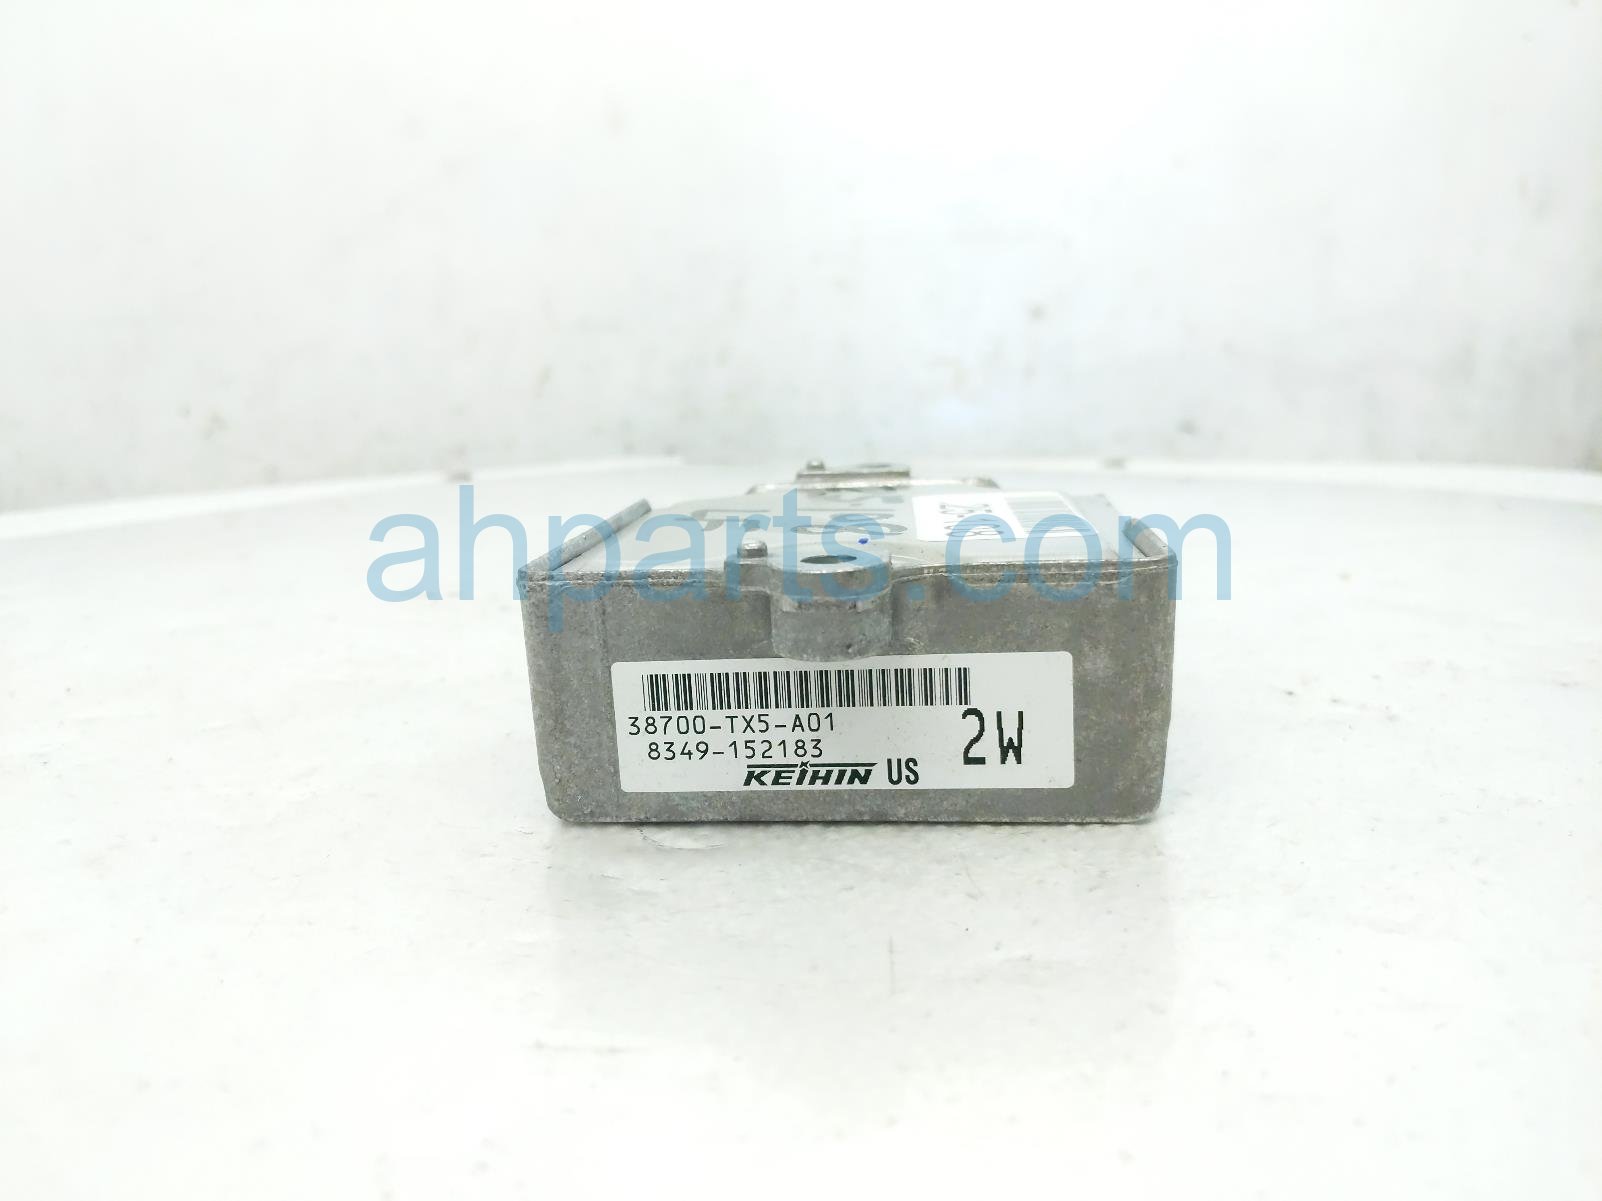 ahparts.com
38700-TX5-A01
8349-152183
KEIHIN US
2W